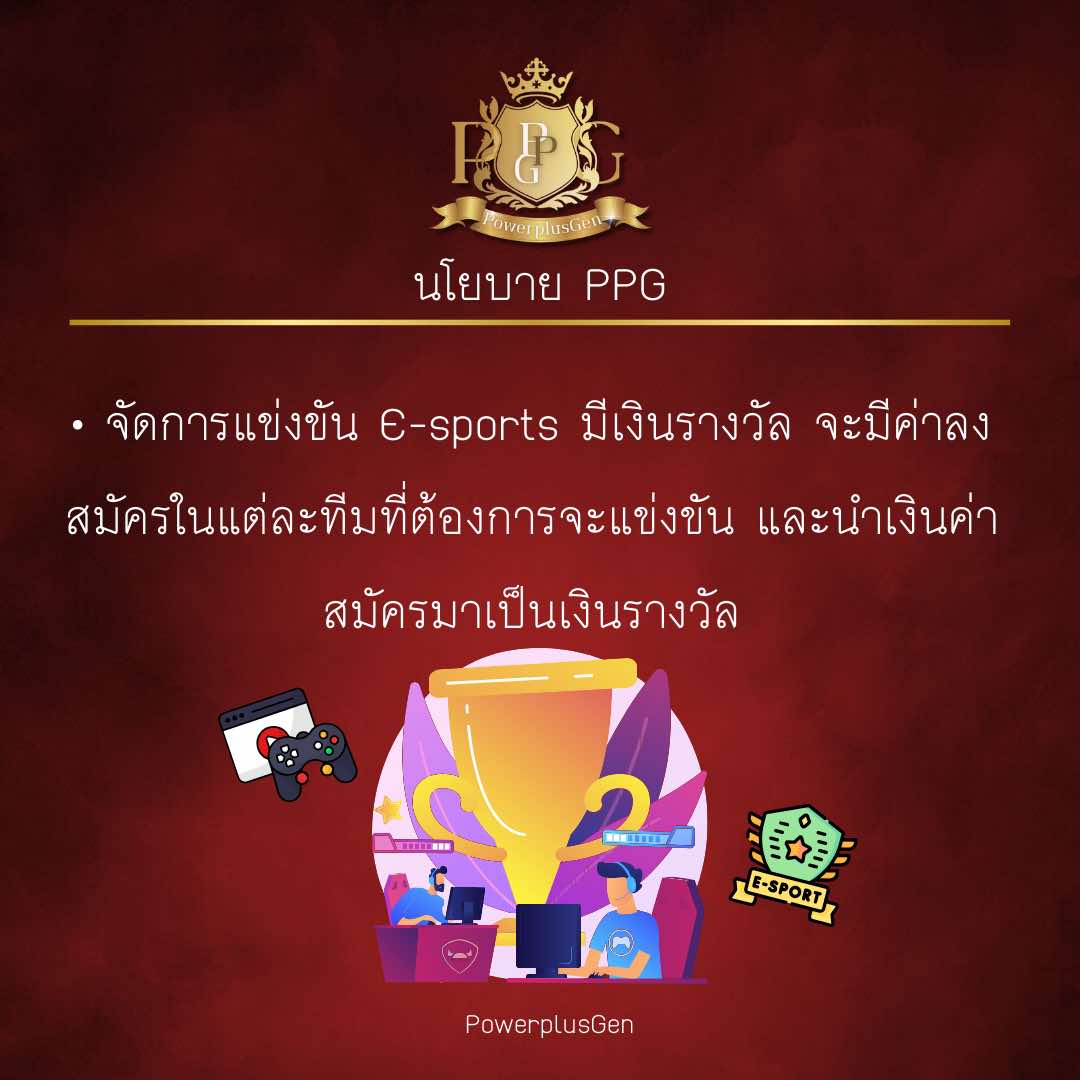 P G
PPG
PowerplusGen
นโยบาย PPG
• จัดการแข่งขัน E-sports มีเงินรางวัล จะมีค่าลง
สมัครในแต่ละทีมที่ต้องการจะแข่งขัน และนำเงินค่า
สมัครมาเป็นเงินรางวัล
E-SPORT
PowerplusGen